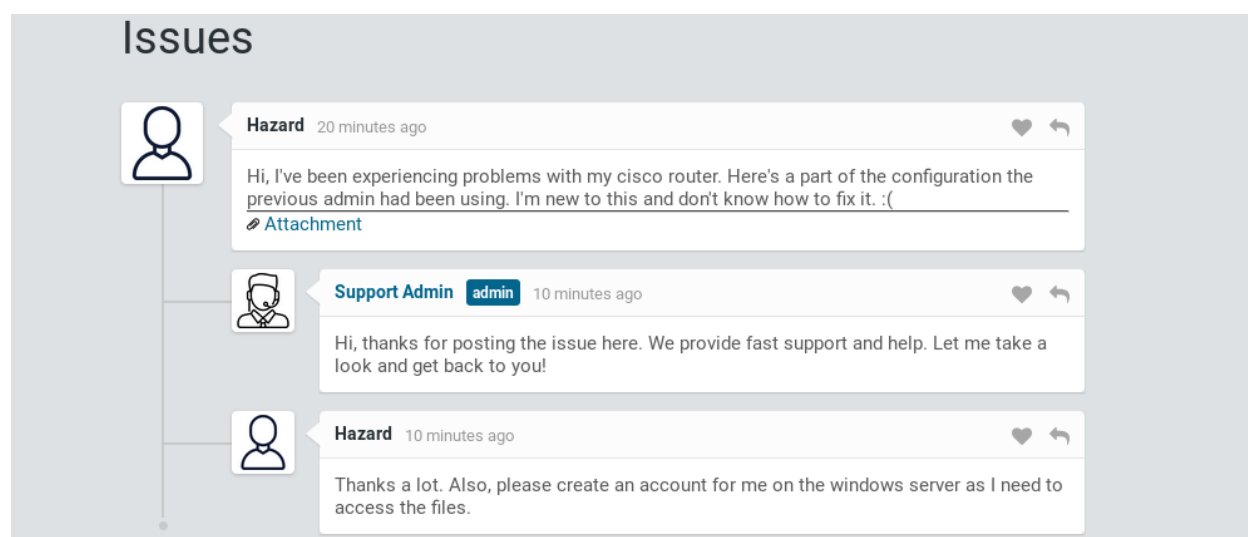 Issues
Hazard 20 minutes ago
Hi, I've been experiencing problems with my cisco router. Here's a part of the configuration the
previous admin had been using. I'm new to this and don't know how to fix it. :(
Attachment
Support Admin admin 10 minutes ago
Hi, thanks for posting the issue here. We provide fast support and help. Let me take a
look and get back to you!
Hazard 10 minutes ago
Thanks a lot. Also, please create an account for me on the windows server as I need to
access the files.